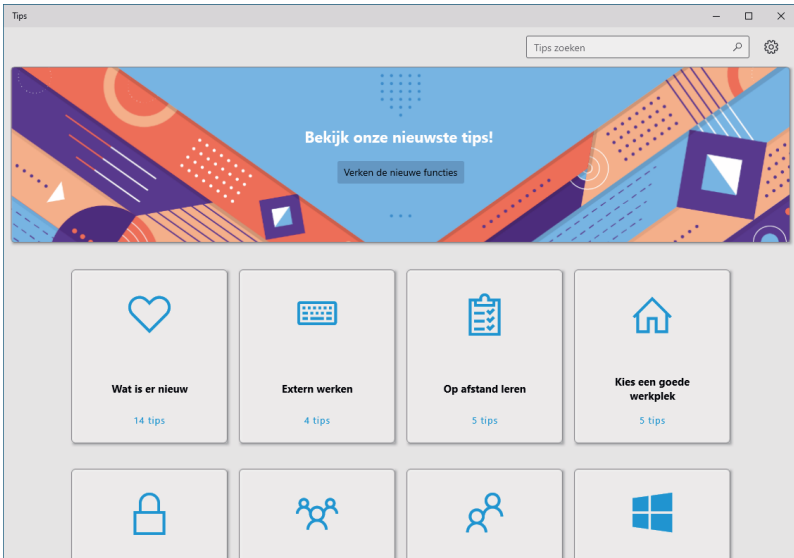 Tips
Tips zoeken
Bekijk onze nieuwste tips!
Verken de nieuwe functies
Wat is er nieuw
14 tips
Extern werken
4 tips
Op afstand leren
5 tips
Kies een goede
werkplek
5 tips